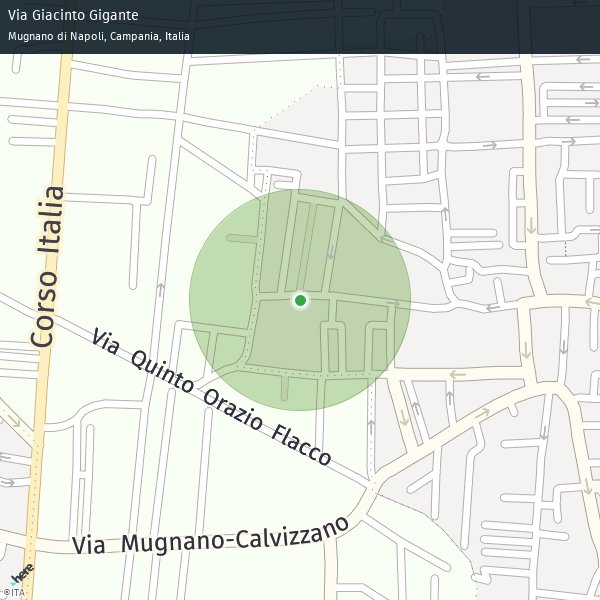 Via Giacinto Gigante
Mugnano di Napoli, Campania, Italia
Corso Italia
Via Quinto Orazio Flacco
Via Mugnano-Calvizzano
here
©ITA